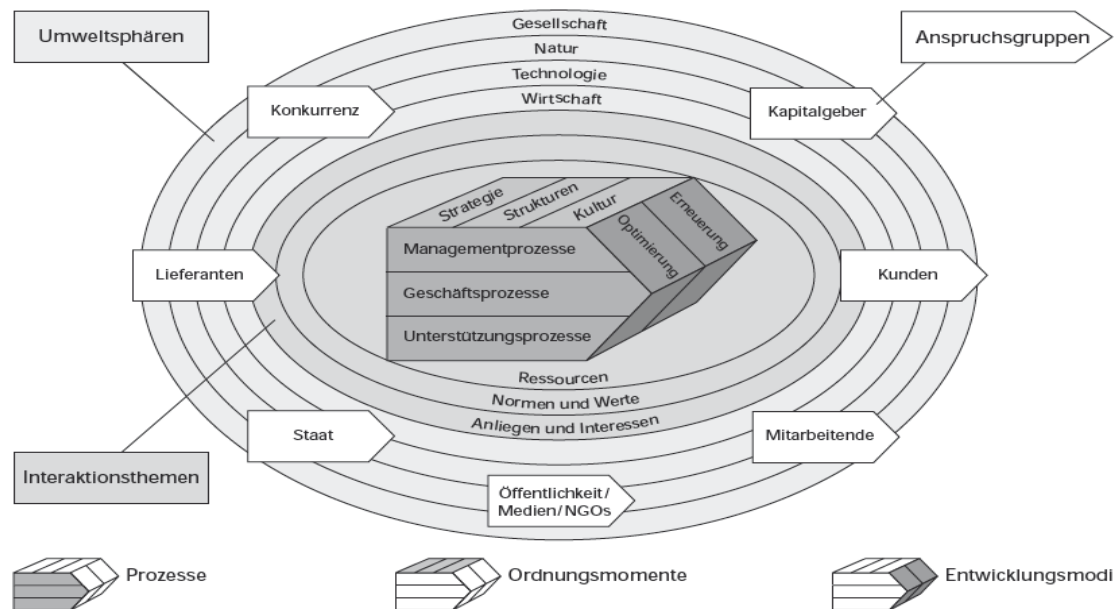 Umweltsphären
Anspruchsgruppen
Gesellschaft
Natur
Technologie
Wirtschaft
Konkurrenz
Kapitalgeber
Strategie
Strukturen
Kultur
Erneuerung
Optimierung
Managementprozesse
Geschäftsprozesse
Unterstützungsprozesse
Lieferanten
Kunden
Ressourcen
Normen und Werte
Anliegen und Interessen
Staat
Mitarbeitende
Interaktionsthemen
Öffentlichkeit/
Medien/NGOs
Prozesse
Ordnungsmomente
Entwicklungsmodi